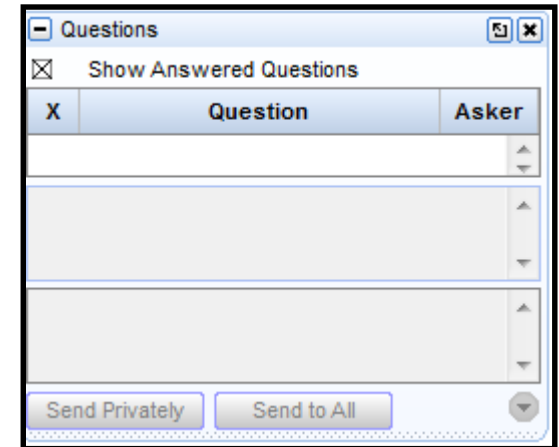 Questions
Show Answered Questions
X Question Asker
Send Privately Send to All